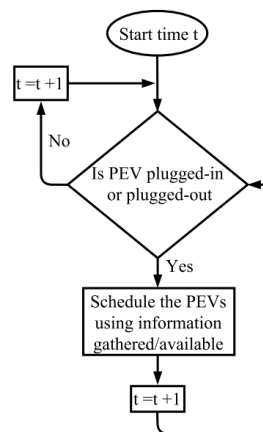 Start time t
t =t +1
No
Is PEV plugged-in
or plugged-out
Yes
Schedule the PEVs
using information
gathered/available
t =t +1